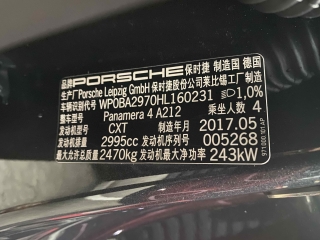 品牌 PORSCHE 保时捷 制造国 德国
生产厂 Porsche Leipzig GmbH 保时捷股份公司莱比锡工厂制造
车辆识别代号 WP0BA2970HL160231 1,0%
整车型号 Panamera 4 A212 乘坐人数 4
发动机型号 CXT 制造年月 2017.05
发动机排量 2995cc 发动机序号 005268
最大允许总质量 2470kg 发动机最大净功率 243kW